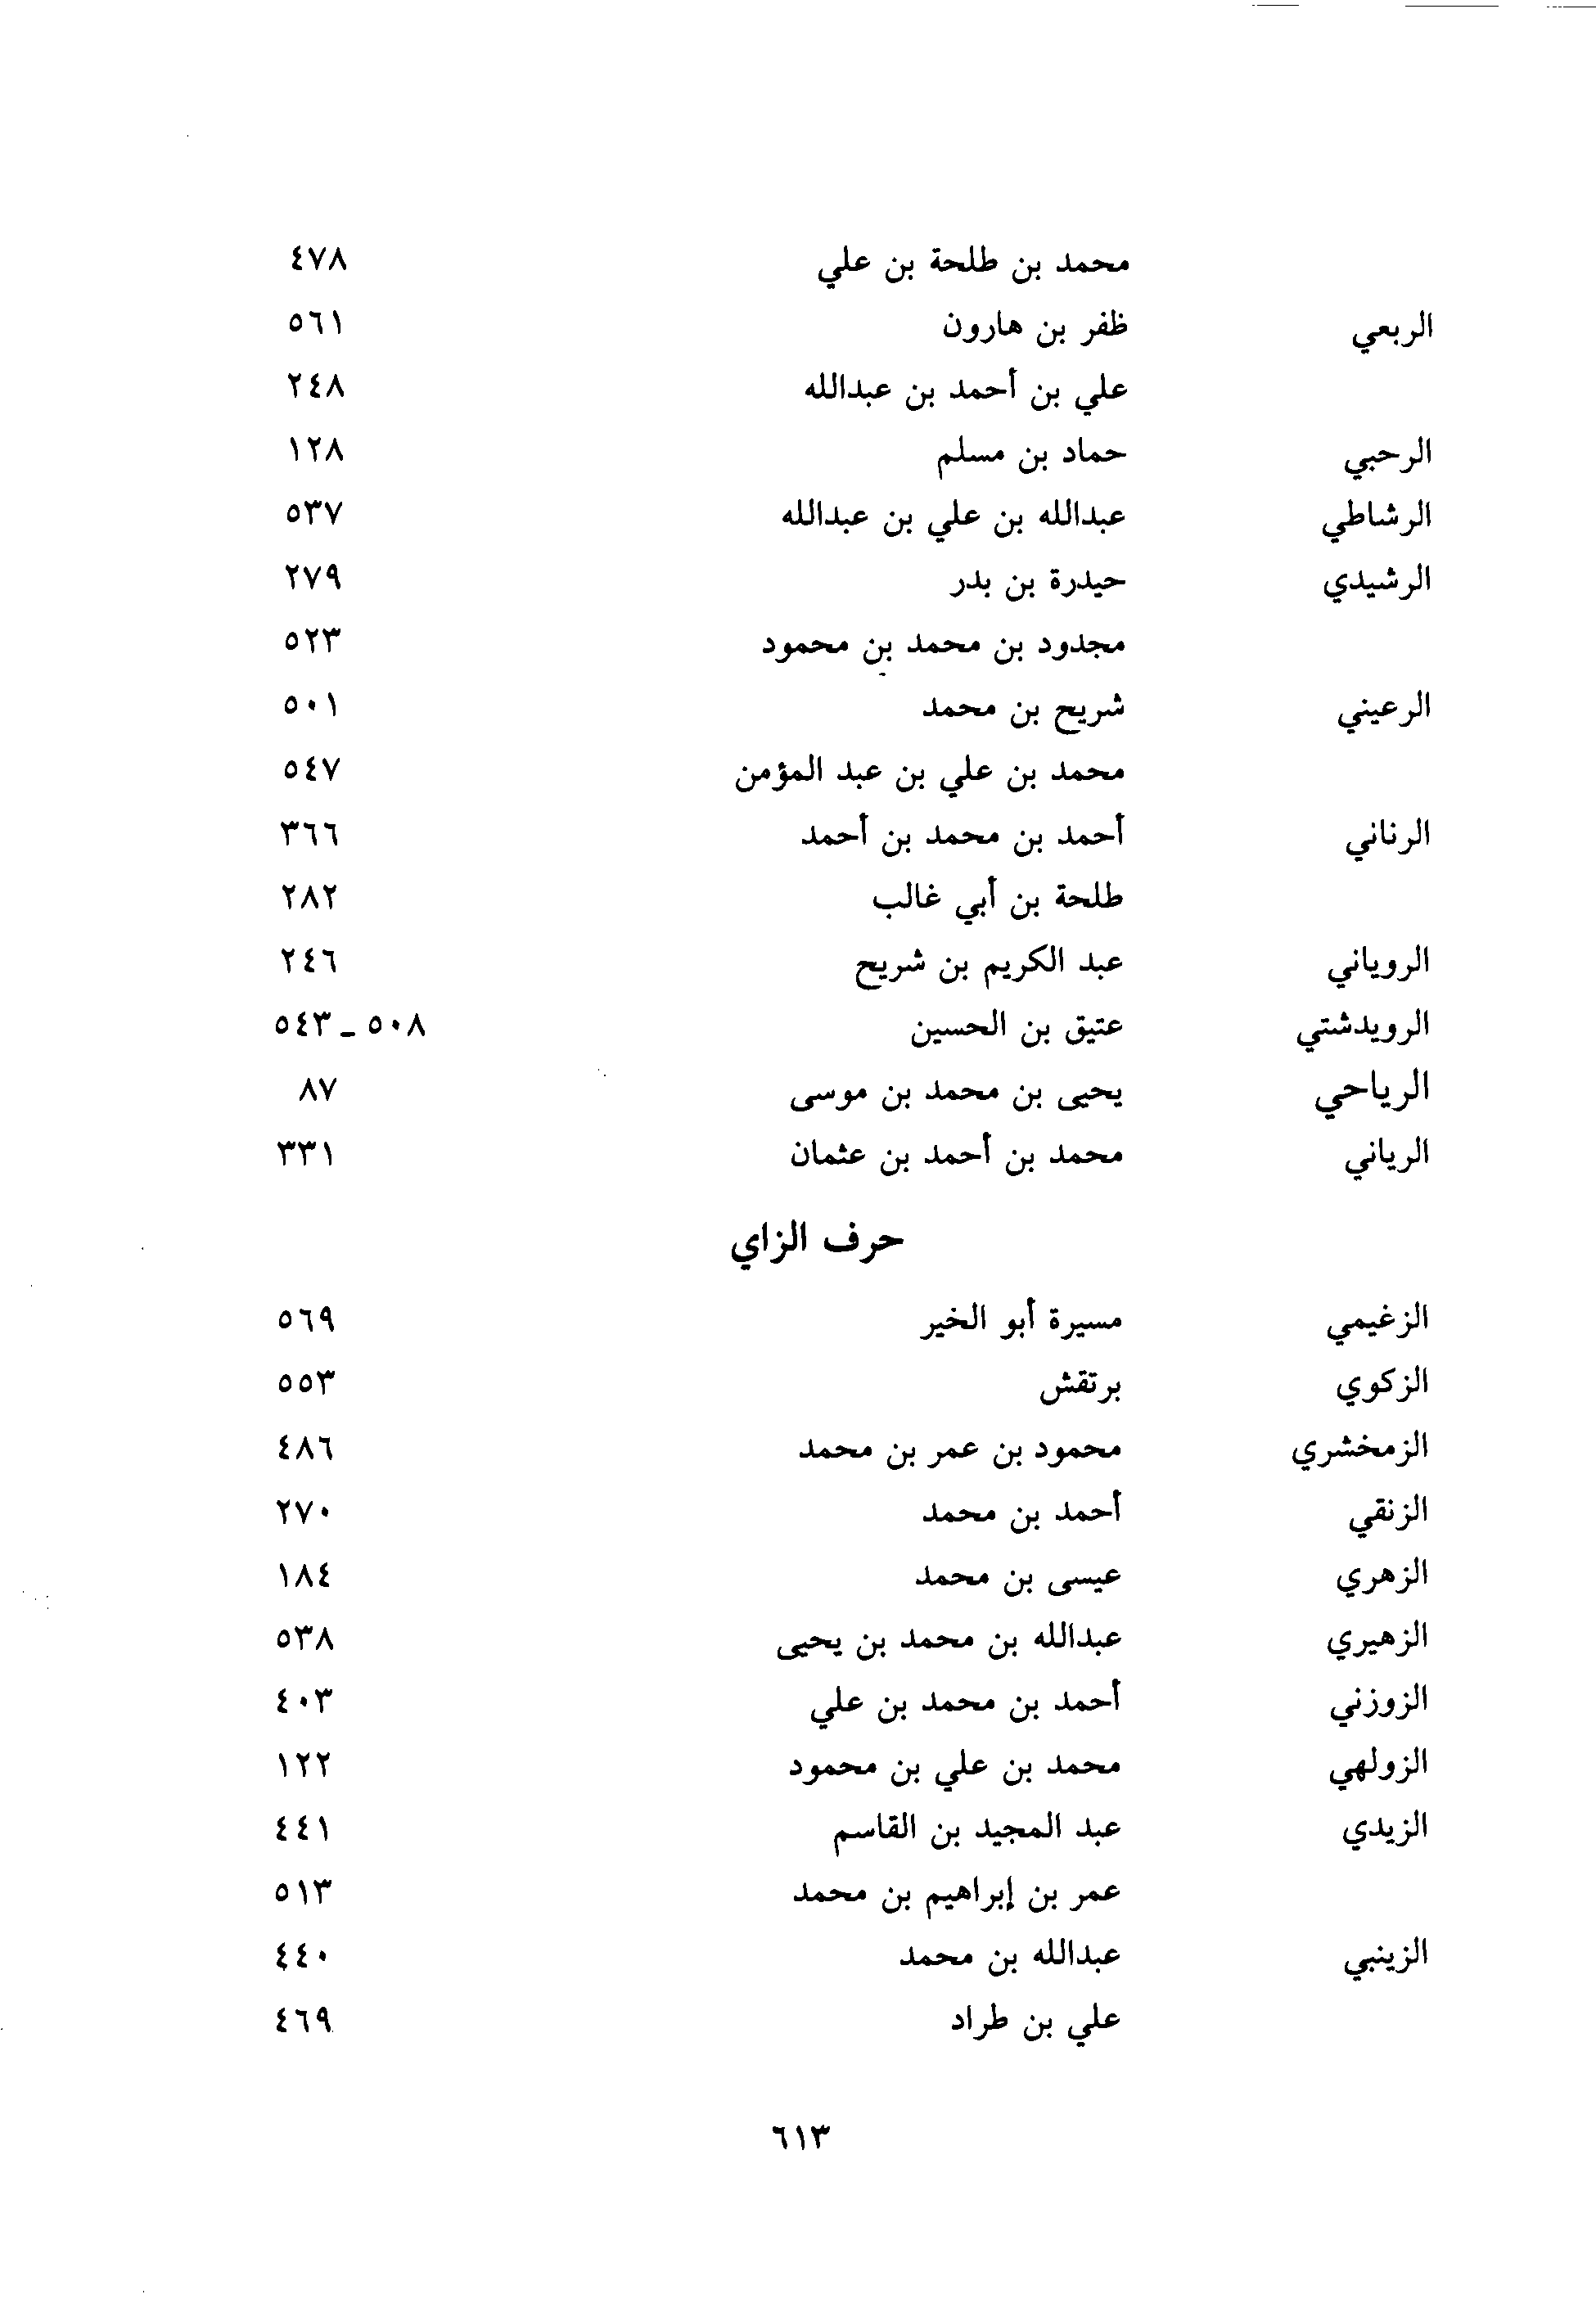 محمد بن طلحة بن علي ٤٧٨
الربعي ظفر بن هارون ٥٦١
علي بن أحمد بن عبدالله ٢٤٨
الرحبي حماد بن مسلم ١٢٨
الرشاطي عبدالله بن علي بن عبدالله ٥٣٧
الرشيدي حيدرة بن بدر ٢٧٩
مجدود بن محمد بن محمود ٥٢٣
الرعيني شريح بن محمد ٥٠١
محمد بن علي بن عبد المؤمن ٥٤٧
الرناني أحمد بن محمد بن أحمد ٣٦٦
طلحة بن أبي غالب ٢٨٢
الروياني عبد الكريم بن شريح ٢٤٦
الرويدشتي عتيق بن الحسين ٥٠٨ ـ ٥٤٣
الرياحي يحيى بن محمد بن موسى ٨٧
الرياني محمد بن أحمد بن عثمان ٣٣١
حرف الزاي
الزغيمي مسيرة أبو الخير ٥٦٩
الزكوي برتقش ٥٥٣
الزمخشري محمود بن عمر بن محمد ٤٨٦
الزنقي أحمد بن محمد ٢٧٠
الزهري عيسى بن محمد ١٨٤
الزهيري عبدالله بن محمد بن يحيى ٥٣٨
الزوزني أحمد بن محمد بن علي ٤٠٣
الزولهي محمد بن علي بن محمود ١٢٢
الزيدي عبد المجيد بن القاسم ٤٤١
عمر بن إبراهيم بن محمد ٥١٣
الزينبي عبدالله بن محمد ٤٤٠
علي بن طراد ٤٦٩
٦١٣